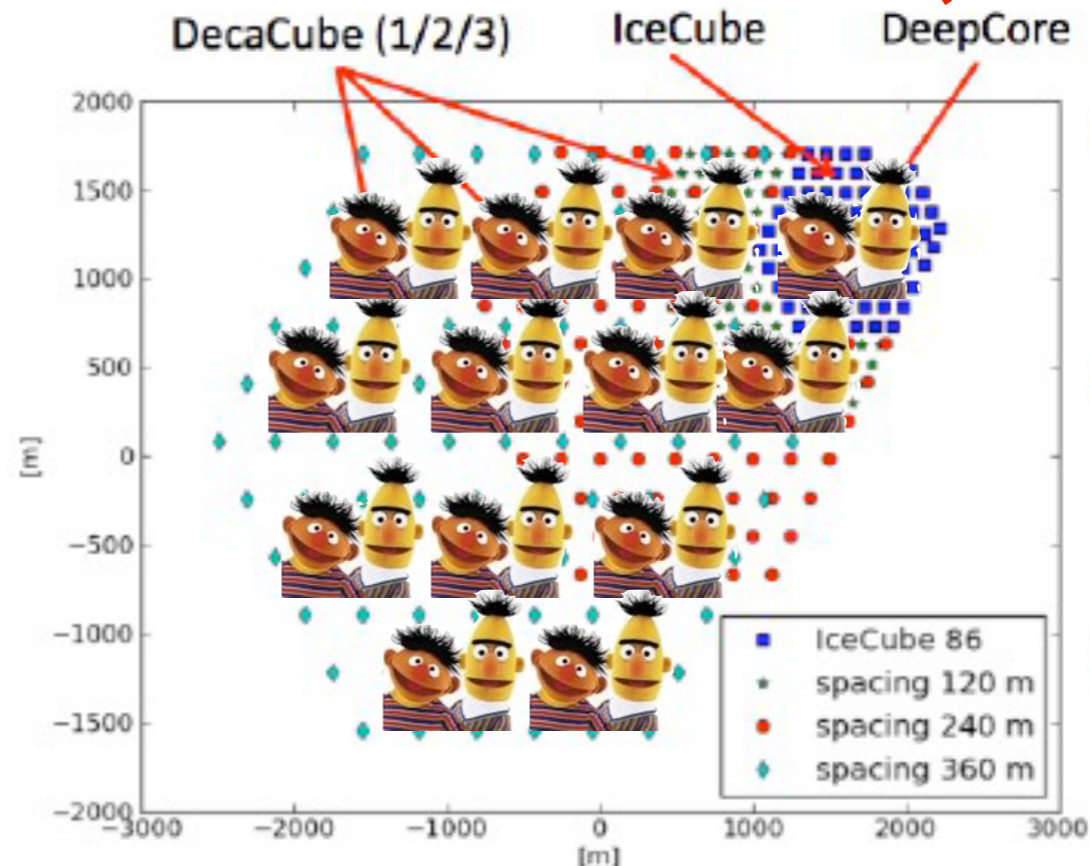 DecaCube (1/2/3) IceCube DeepCore
2000
1500
1000
500
0
−500
−1000
−1500
−2000
[m]
−3000 −2000 −1000 0 1000 2000 3000
[m]
IceCube 86
spacing 120 m
spacing 240 m
spacing 360 m